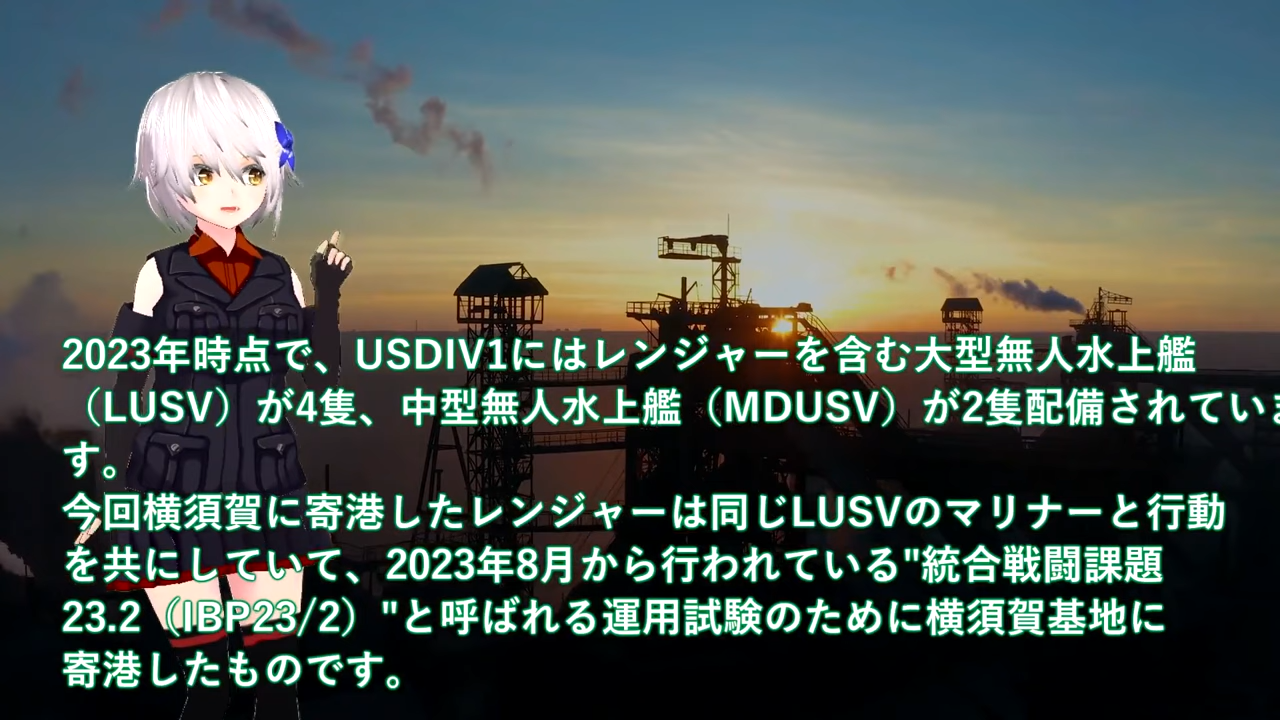 2023年時点で、USDIV1にはレンジャーを含む大型無人水上艦
（LUSV）が4隻、中型無人水上艦（MDUSV）が2隻配備されていま
す。
今回横須賀に寄港したレンジャーは同じLUSVのマリナーと行動
を共にしていて、2023年8月から行われている"統合戦闘課題
23.2（IBP23/2）"と呼ばれる運用試験のために横須賀基地に
寄港したものです。